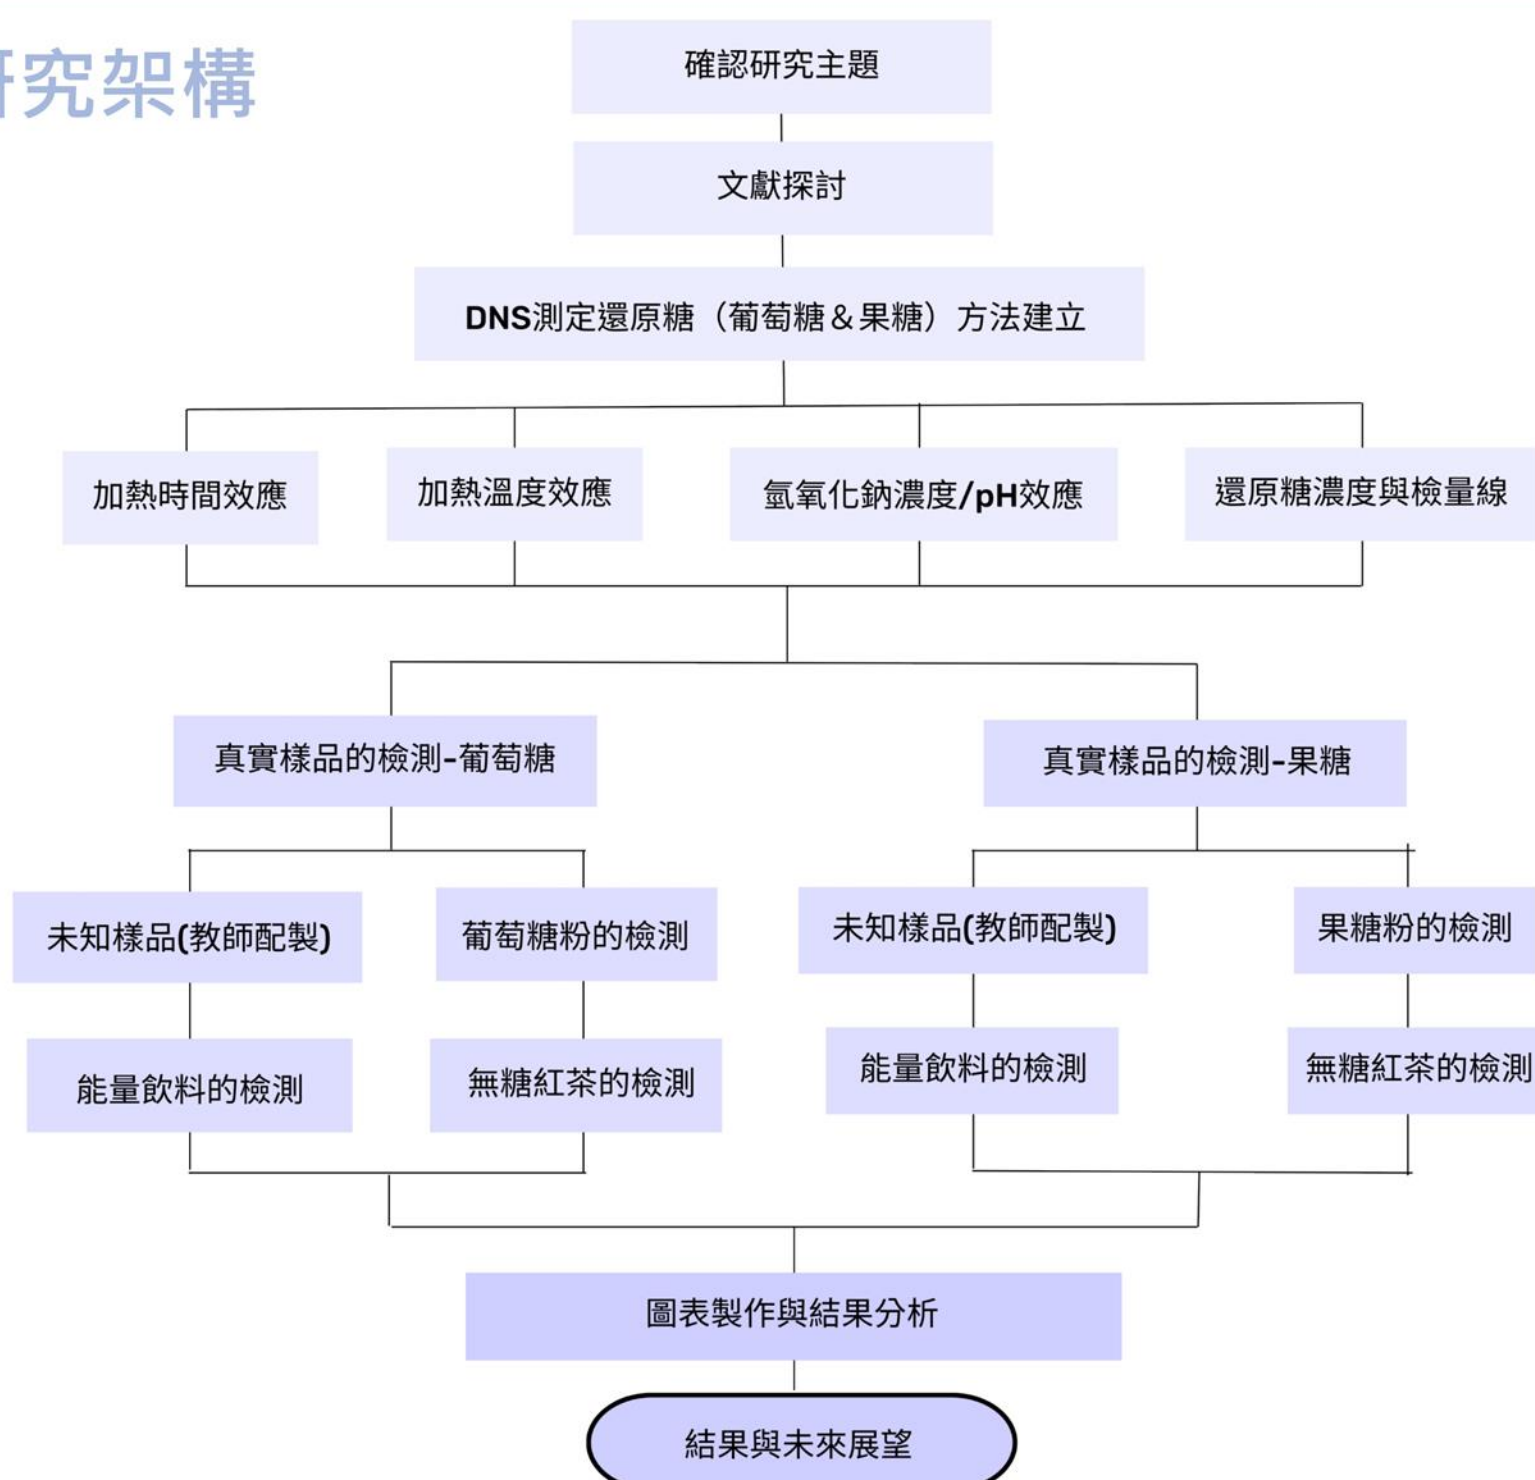 研究架構
確認研究主題
文獻探討
DNS測定還原糖（葡萄糖＆果糖）方法建立
加熱時間效應
加熱溫度效應
氫氧化鈉濃度/pH效應
還原糖濃度與檢量線
真實樣品的檢測-葡萄糖
真實樣品的檢測-果糖
未知樣品(教師配製)
葡萄糖粉的檢測
未知樣品(教師配製)
果糖粉的檢測
能量飲料的檢測
無糖紅茶的檢測
能量飲料的檢測
無糖紅茶的檢測
圖表製作與結果分析
結果與未來展望